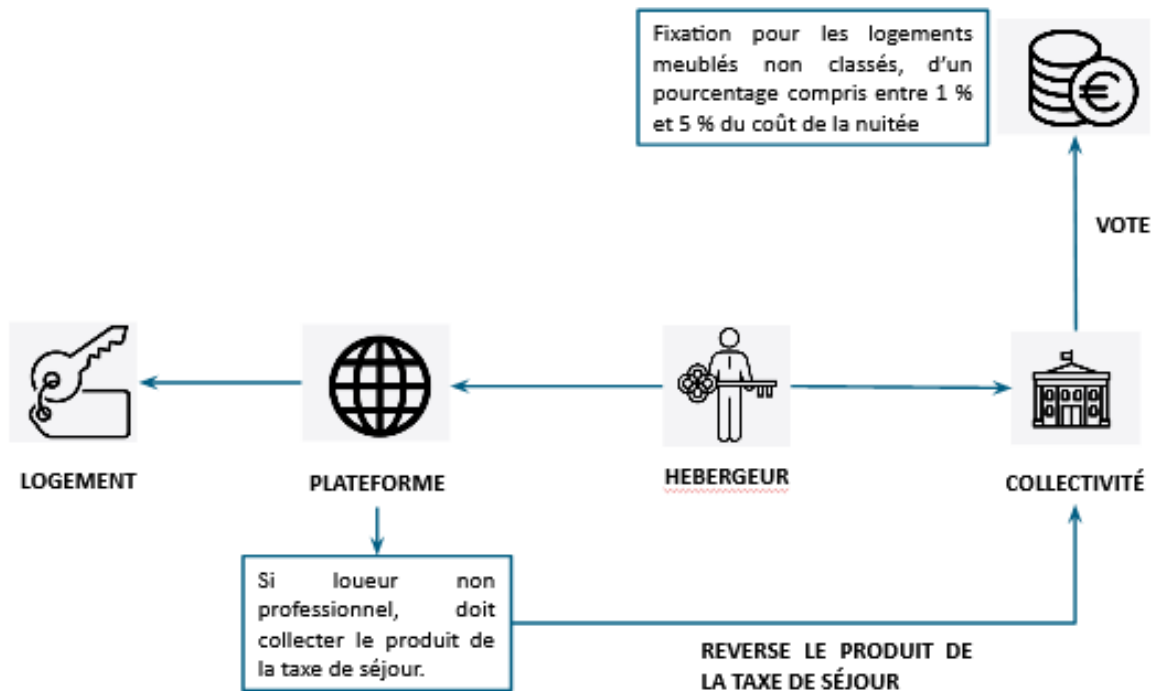 Fixation pour les logements
meublés non classés, d'un
pourcentage compris entre 1 %
et 5 % du coût de la nuitée
VOTE
LOGEMENT
PLATEFORME
HEBERGEUR
COLLECTIVITÉ
Si loueur non
professionnel, doit
collecter le produit de
la taxe de séjour.
REVERSE LE PRODUIT DE
LA TAXE DE SÉJOUR